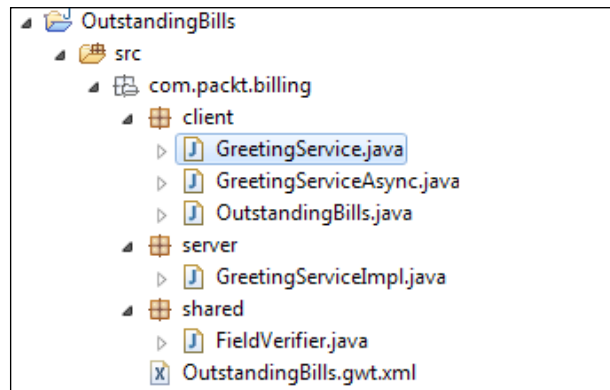 OutstandingBills
src
com.packt.billing
client
GreetingService.java
GreetingServiceAsync.java
OutstandingBills.java
server
GreetingServiceImpl.java
shared
FieldVerifier.java
OutstandingBills.gwt.xml